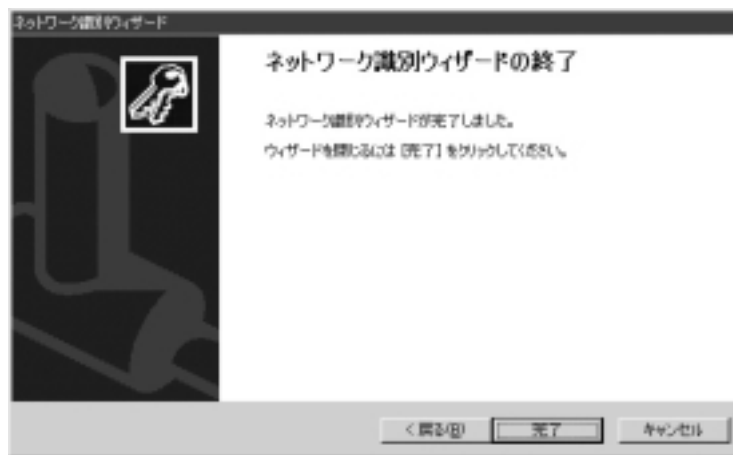 ネットワーク識別ウィザード
ネットワーク識別ウィザードの終了
ネットワーク識別ウィザードが完了しました。
ウィザードを閉じるには [完了] をクリックしてください。
< 戻る(B)
完了
キャンセル